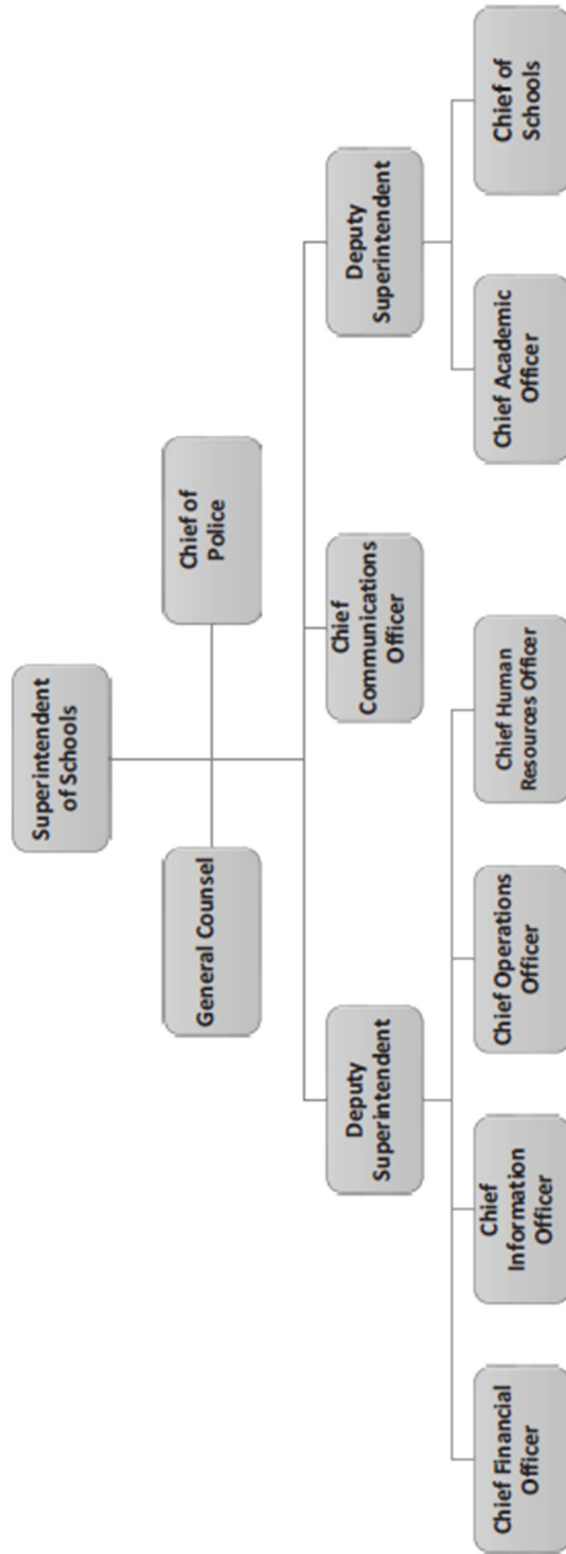 Superintendent
of Schools
General Counsel
Chief of
Police
Deputy
Superintendent
Chief
Communications
Officer
Deputy
Superintendent
Chief Financial
Officer
Chief
Information
Officer
Chief Operations
Officer
Chief Human
Resources Officer
Chief Academic
Officer
Chief of
Schools